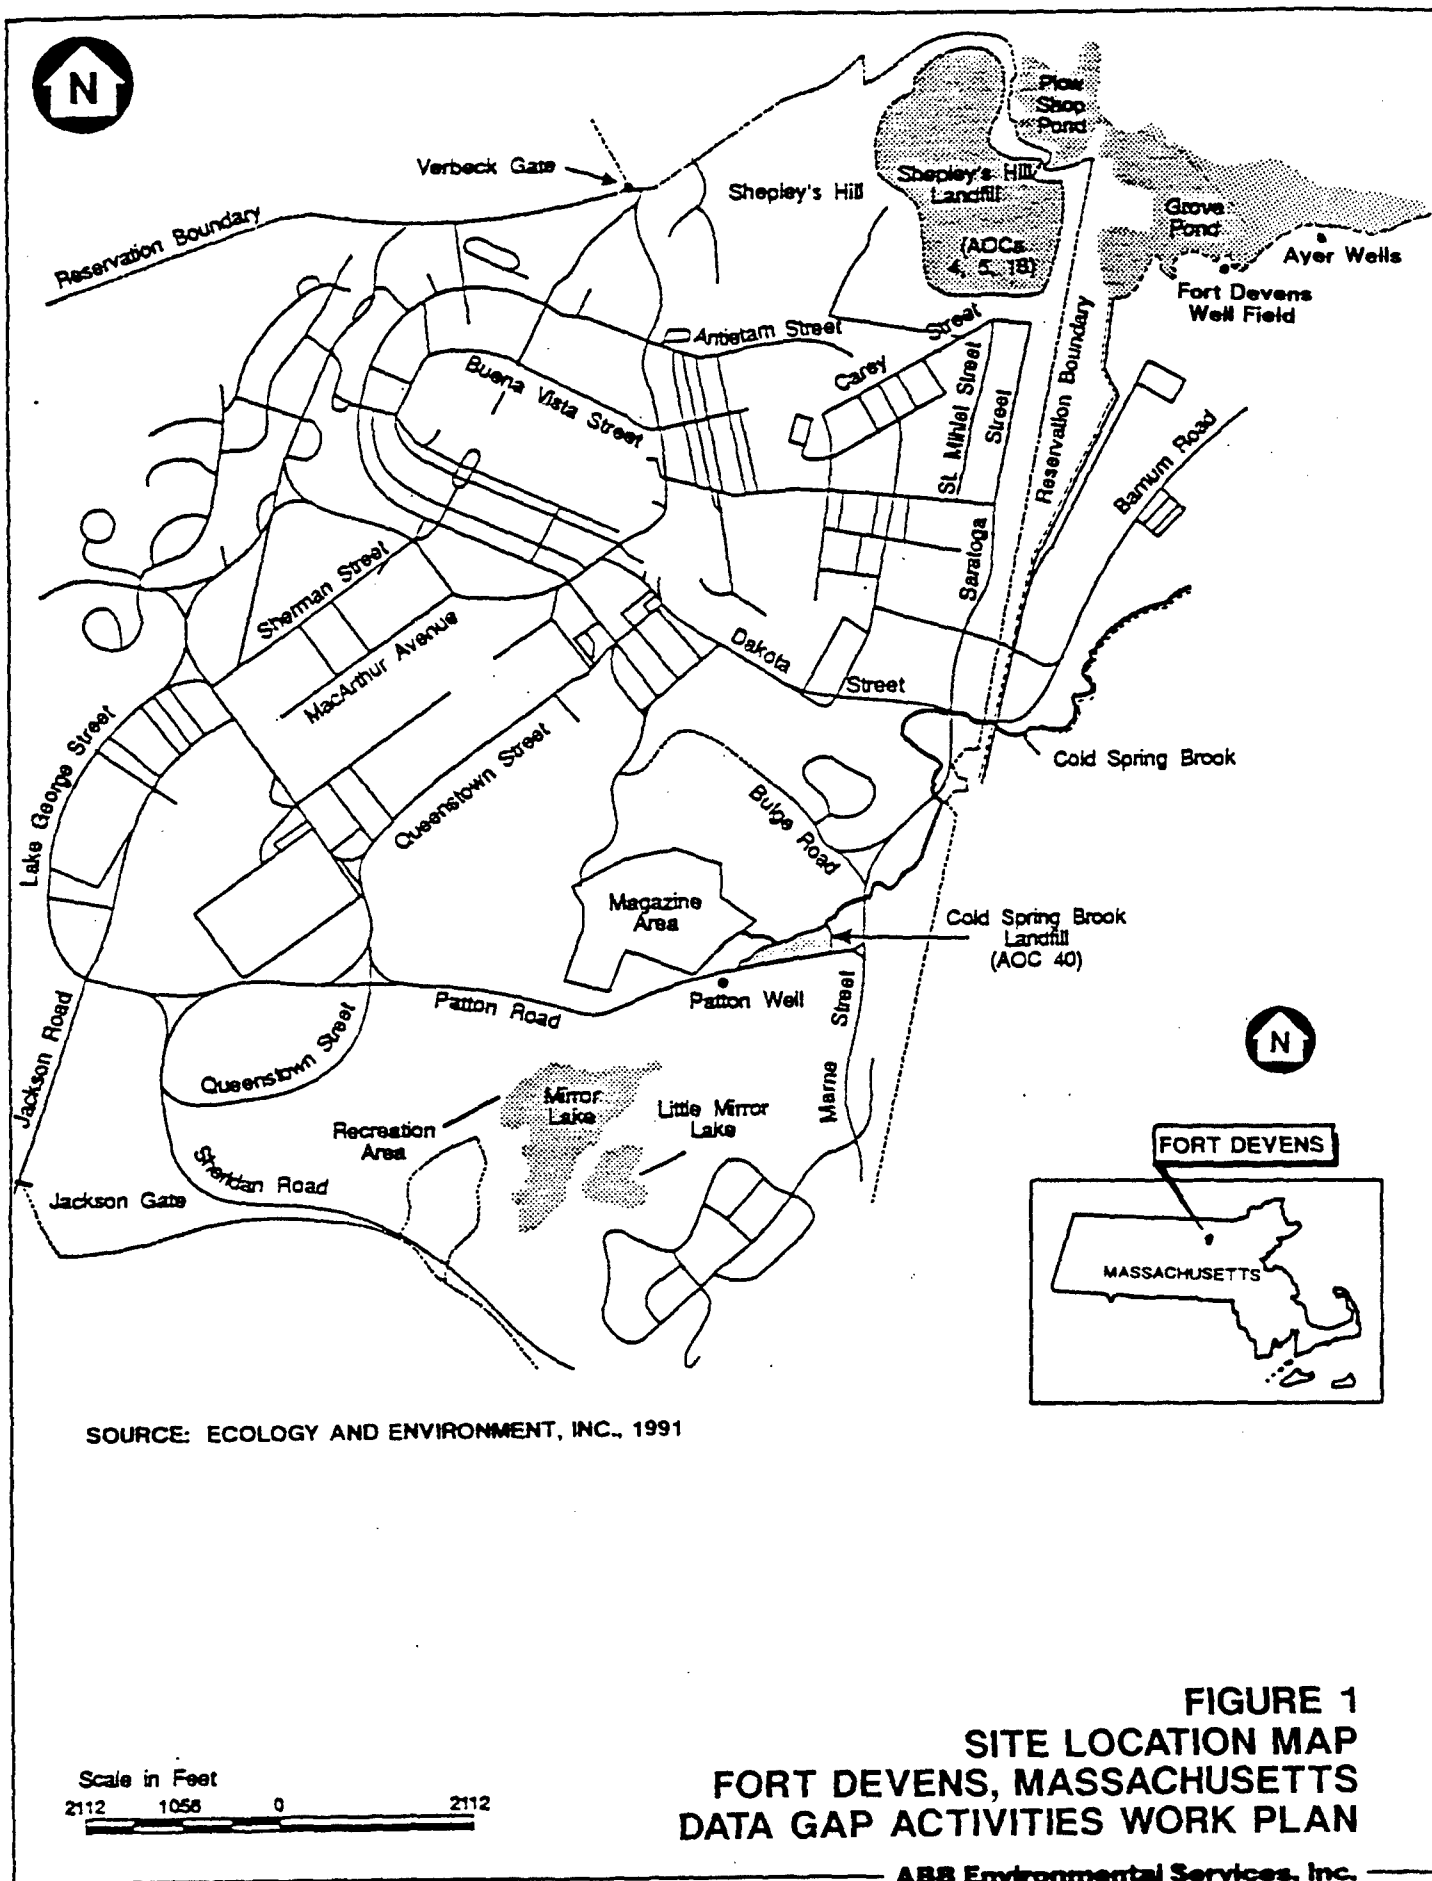 N
Plow
Shop
Pond
Verbeck Gate
Shepley's Hill
Shepley's Hill
Landfill
(AOCs
4, 5, 18)
Grove
Pond
Ayer Wells
Fort Devens
Well Field
Reservation Boundary
Antietam Street
Carey Street
Buena Vista Street
St. Mihiel Street
Saratoga Street
Reservation Boundary
Barnum Road
Sherman Street
MacArthur Avenue
Dakota Street
Lake George Street
Queenstown Street
Bulge Road
Cold Spring Brook
Magazine
Area
Cold Spring Brook
Landfill
(AOC 40)
Patton Well
Patton Road
Marne Street
Jackson Road
Queenstown Street
N
Mirror
Lake
Little Mirror
Lake
Recreation
Area
Sheridan Road
Jackson Gate
FORT DEVENS
MASSACHUSETTS
SOURCE: ECOLOGY AND ENVIRONMENT, INC., 1991
FIGURE 1
SITE LOCATION MAP
FORT DEVENS, MASSACHUSETTS
DATA GAP ACTIVITIES WORK PLAN
Scale in Feet
2112 1056 0 2112
ABB Environmental Services, Inc.